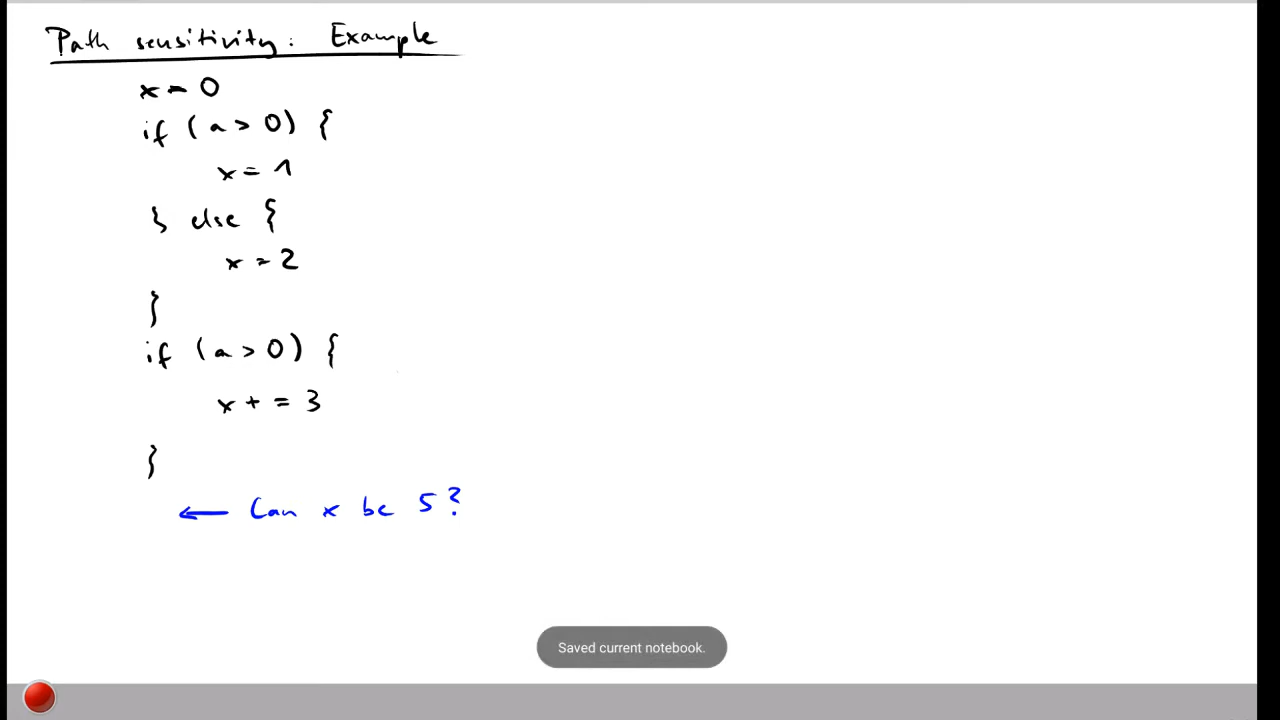 Path sensitivity: Example
x = 0
if (a > 0) {
x = 1
} else {
x = 2
}
if (a > 0) {
x += 3
}
← Can x be 5?
Saved current notebook.